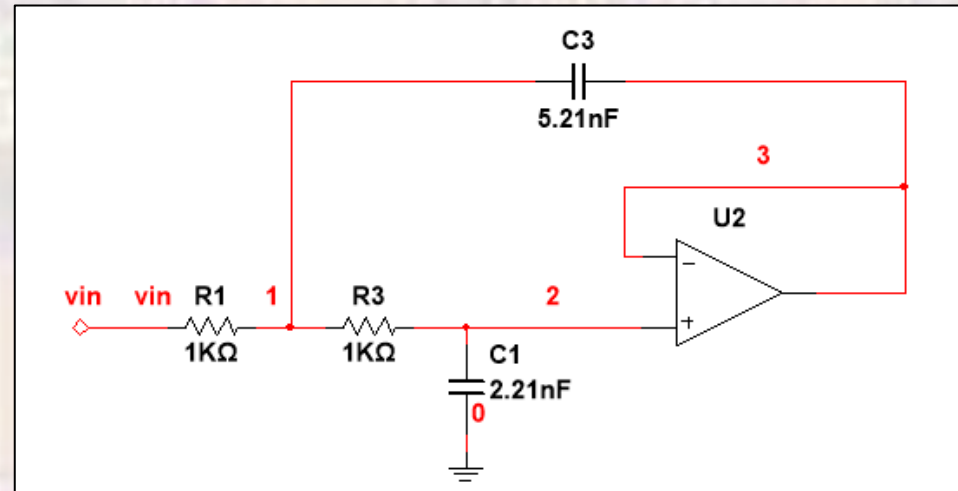 C3
5.21nF
3
U2
vin vin R1 1 R3 2
1KΩ 1KΩ
C1
2.21nF
0